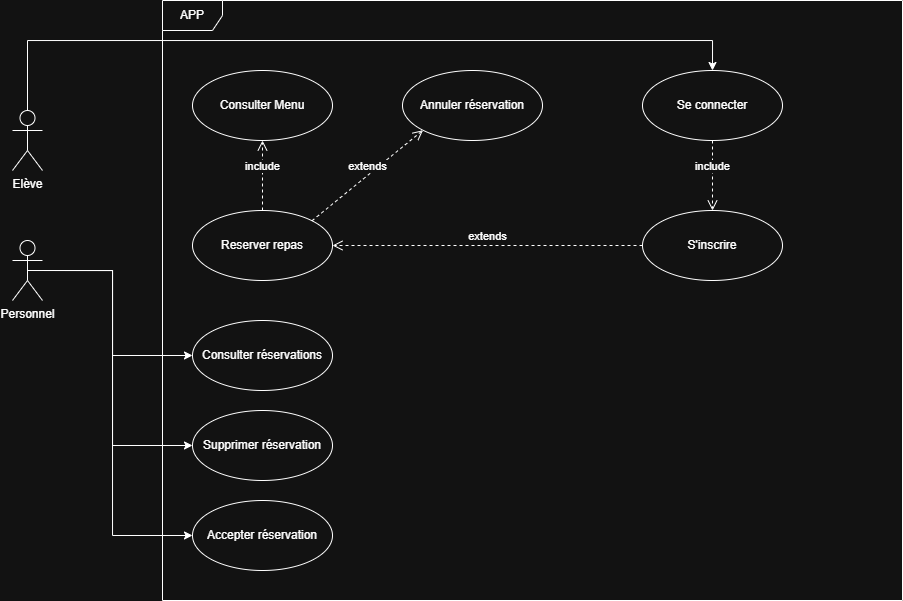 APP
Consulter Menu
Annuler réservation
Se connecter
Elève
include
extends
include
Reserver repas
extends
S'inscrire
Personnel
Consulter réservations
Supprimer réservation
Accepter réservation